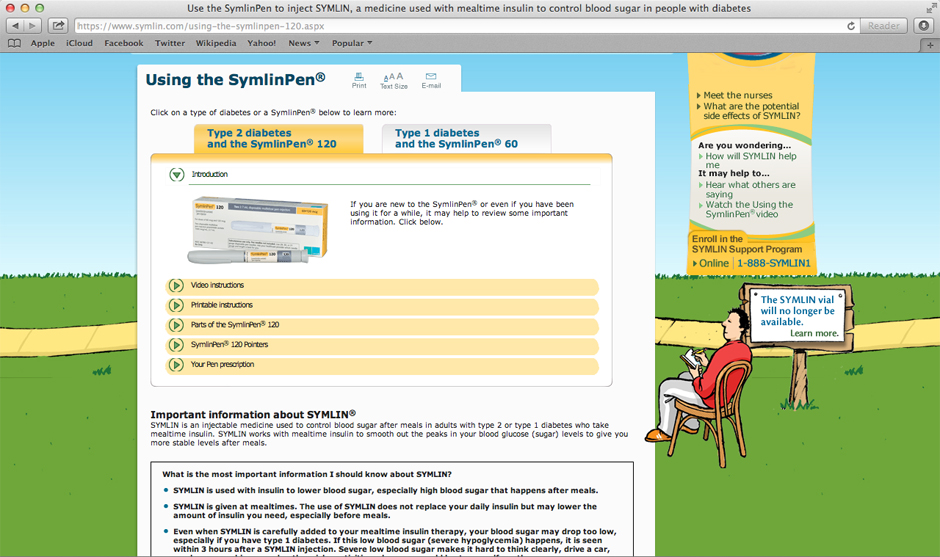 Use the SymlinPen to inject SYMLIN, a medicine used with mealtime insulin to control blood sugar in people with diabetes
https://www.symlin.com/using-the-symlinpen-120.aspx
Reader
Apple iCloud Facebook Twitter Wikipedia Yahoo! News Popular
Using the SymlinPen®
Print
AAA
Text Size
E-mail
Click on a type of diabetes or a SymlinPen® below to learn more:
Type 2 diabetes
and the SymlinPen® 120
Type 1 diabetes
and the SymlinPen® 60
Introduction
If you are new to the SymlinPen® or even if you have been
using it for a while, it may help to review some important
information. Click below.
SymlinPen 120
Video instructions
Printable instructions
Parts of the SymlinPen® 120
SymlinPen® 120 Pointers
Your Pen prescription
Important information about SYMLIN®
SYMLIN is an injectable medicine used to control blood sugar after meals in adults with type 2 or type 1 diabetes who take
mealtime insulin. SYMLIN works with mealtime insulin to smooth out the peaks in your blood glucose (sugar) levels to give you
more stable levels after meals.
What is the most important information I should know about SYMLIN?
SYMLIN is used with insulin to lower blood sugar, especially high blood sugar that happens after meals.
SYMLIN is given at mealtimes. The use of SYMLIN does not replace your daily insulin but may lower the
amount of insulin you need, especially before meals.
Even when SYMLIN is carefully added to your mealtime insulin therapy, your blood sugar may drop too low,
especially if you have type 1 diabetes. If this low blood sugar (severe hypoglycemia) happens, it is seen
within 3 hours after a SYMLIN injection. Severe low blood sugar makes it hard to think clearly, drive a car,
Meet the nurses
What are the potential
side effects of SYMLIN?
Are you wondering...
How will SYMLIN help
me
It may help to...
Hear what others are
saying
Watch the Using the
SymlinPen® video
Enroll in the
SYMLIN Support Program
Online 1-888-SYMLIN1
The SYMLIN vial
will no longer be
available.
Learn more.